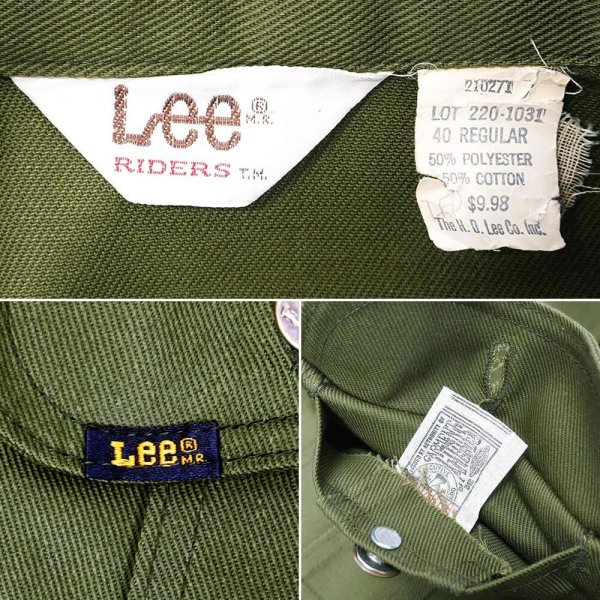 Lee ® M.R.
RIDERS T.M.
210271
LOT 220-1031
40 REGULAR
50% POLYESTER
50% COTTON
$9.98
The H. D. Lee Co. Inc.
Lee ® M.R.